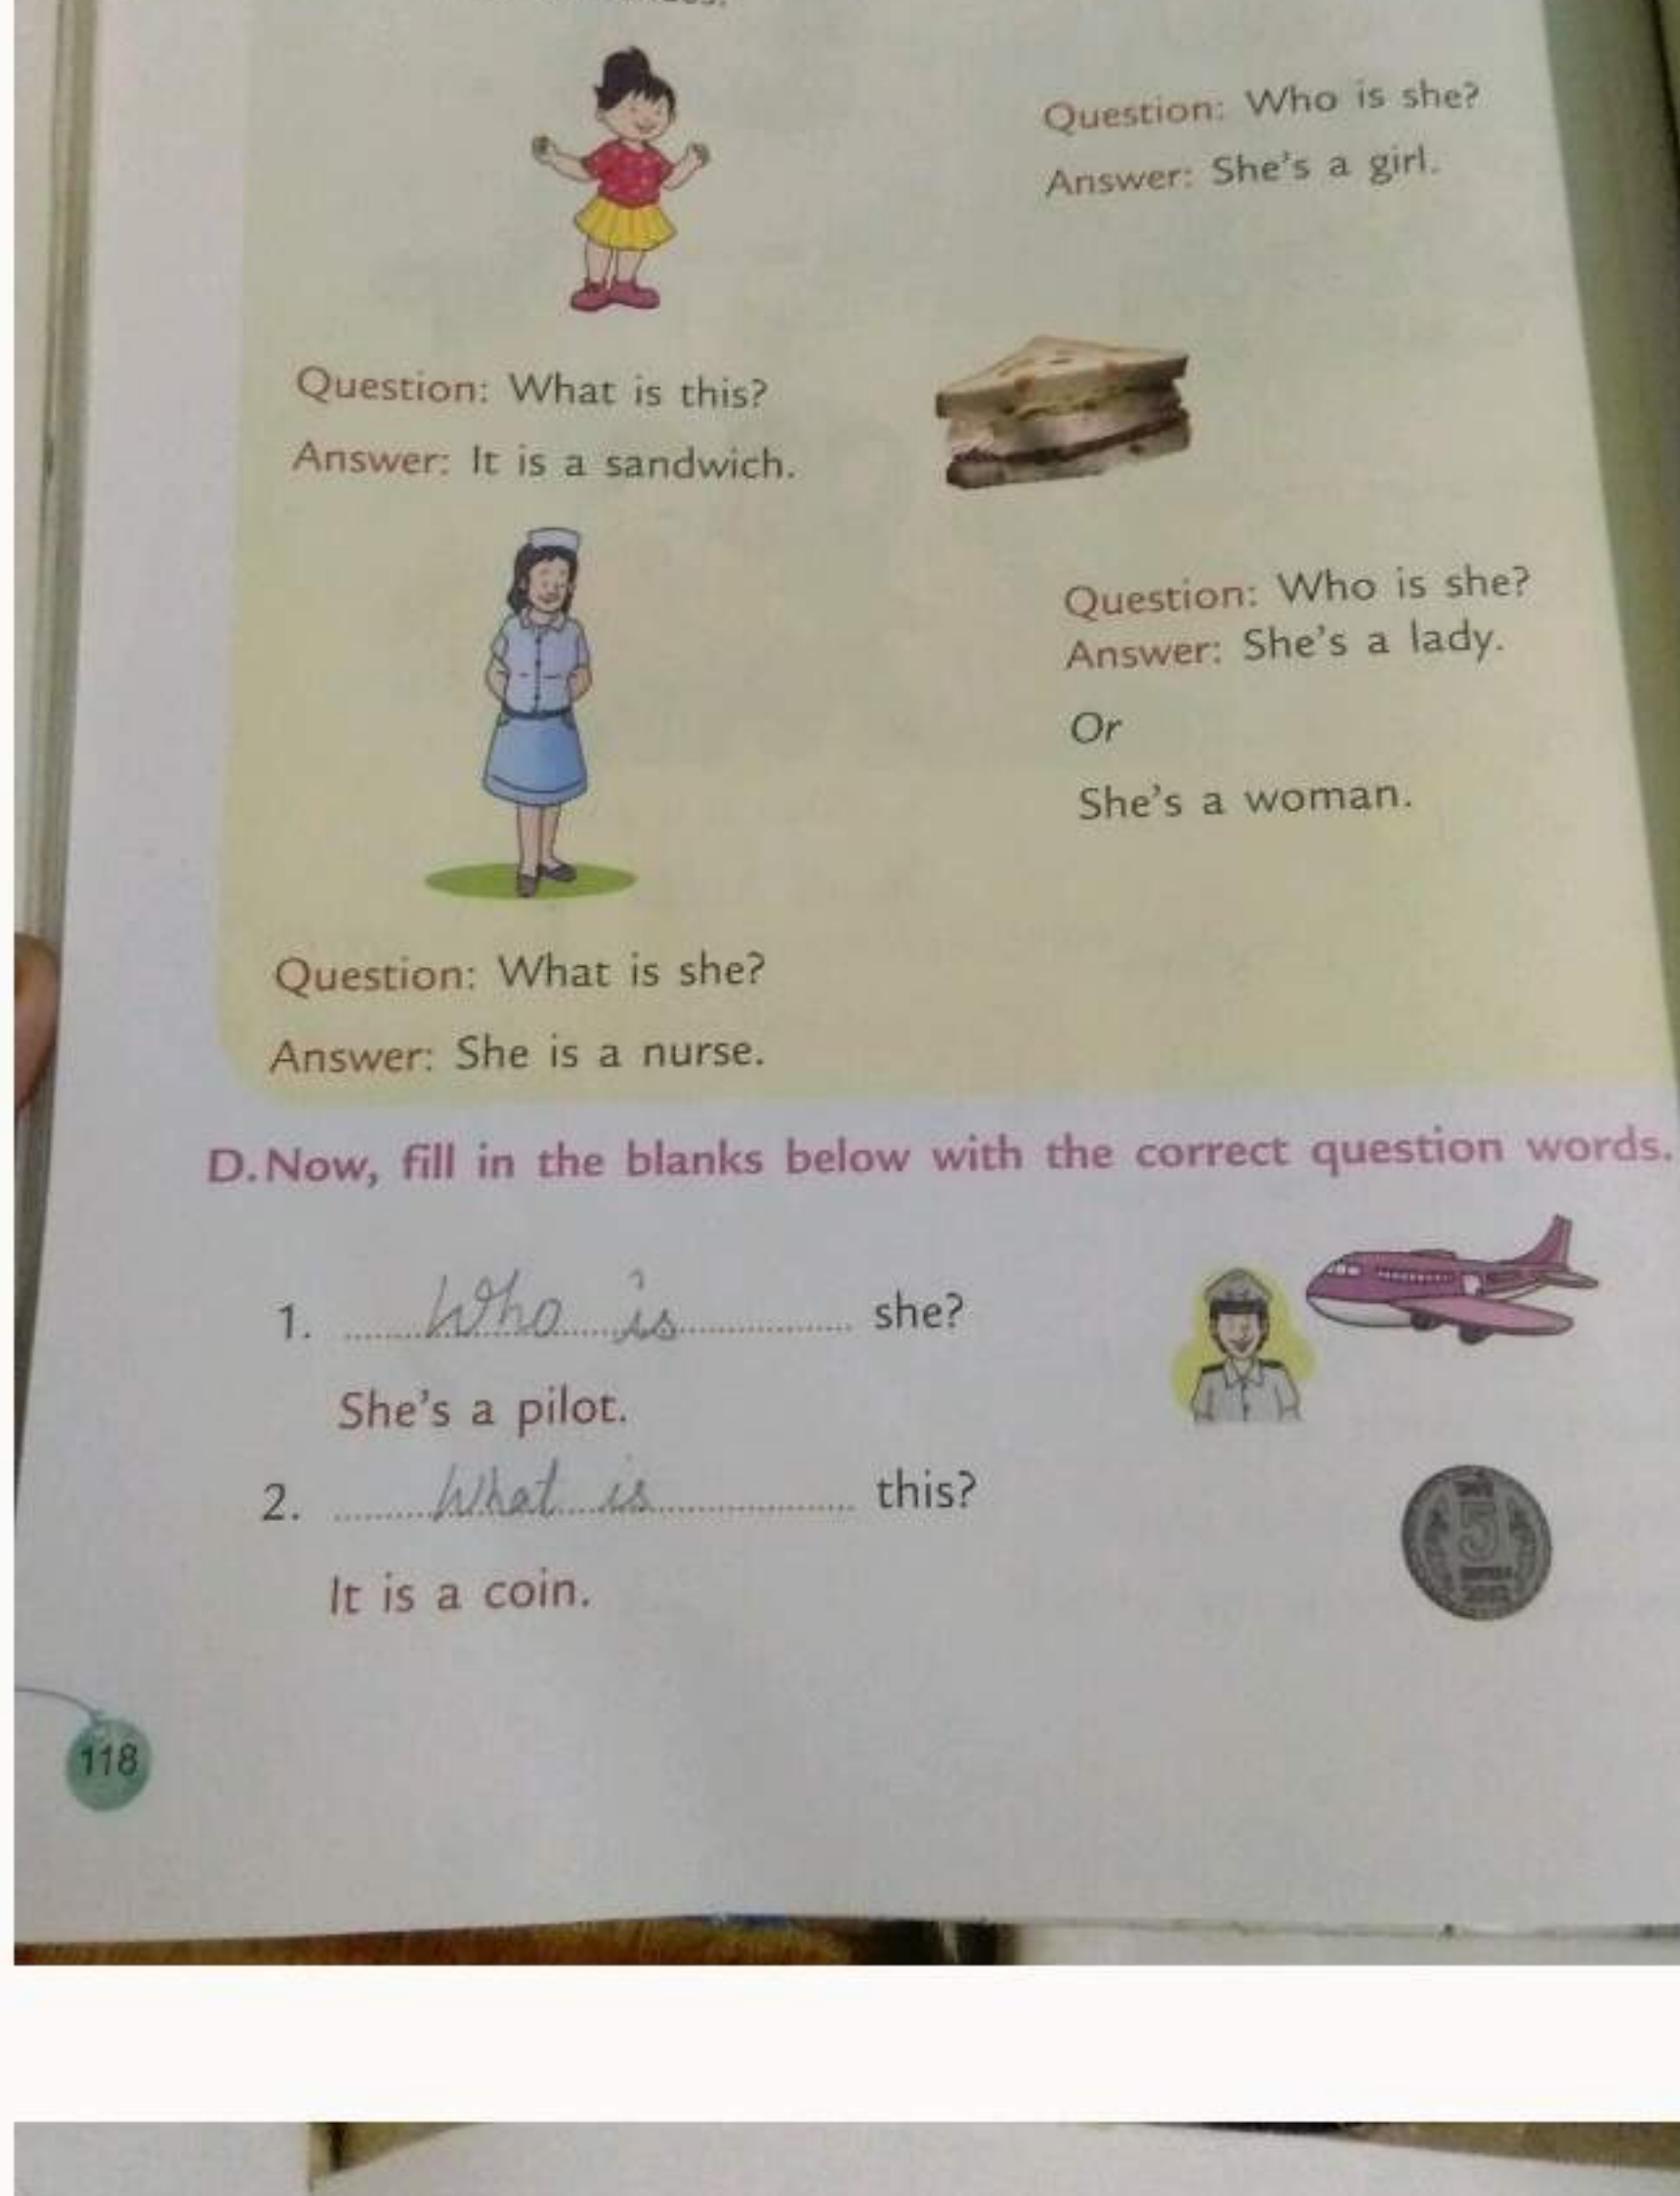 Question: Who is she?
Answer: She's a girl.
Question: What is this?
Answer: It is a sandwich.
Question: Who is she?
Answer: She's a lady.
Or
She's a woman.
Question: What is she?
Answer: She is a nurse.
D. Now, fill in the blanks below with the correct question words.
1. Who is she?
She's a pilot.
2. What is this?
It is a coin.
5
118